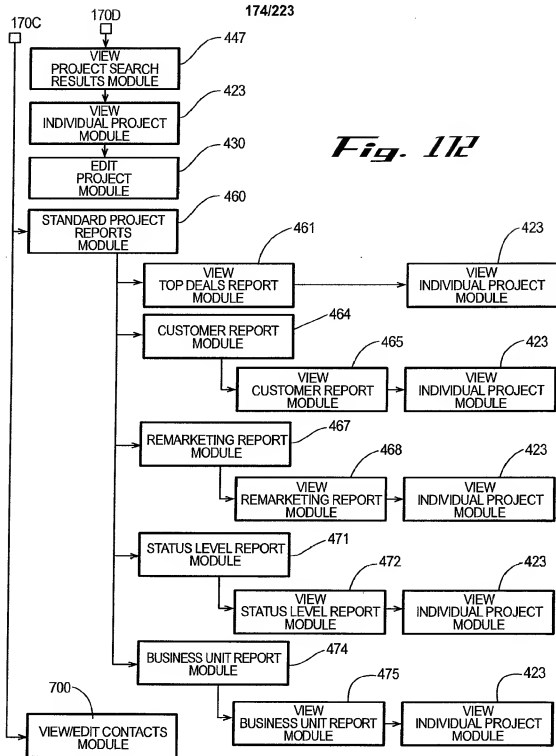 174/223
170C
170D
447
VIEW
PROJECT SEARCH
RESULTS MODULE
423
VIEW
INDIVIDUAL PROJECT
MODULE
Fig. 172
430
EDIT
PROJECT
MODULE
460
STANDARD PROJECT
REPORTS
MODULE
461
VIEW
TOP DEALS REPORT
MODULE
423
VIEW
INDIVIDUAL PROJECT
MODULE
464
CUSTOMER REPORT
MODULE
465
VIEW
CUSTOMER REPORT
MODULE
423
VIEW
INDIVIDUAL PROJECT
MODULE
467
REMARKETING REPORT
MODULE
468
VIEW
REMARKETING REPORT
MODULE
423
VIEW
INDIVIDUAL PROJECT
MODULE
471
STATUS LEVEL REPORT
MODULE
472
VIEW
STATUS LEVEL REPORT
MODULE
423
VIEW
INDIVIDUAL PROJECT
MODULE
474
BUSINESS UNIT REPORT
MODULE
475
VIEW
BUSINESS UNIT REPORT
MODULE
423
VIEW
INDIVIDUAL PROJECT
MODULE
700
VIEW/EDIT CONTACTS
MODULE